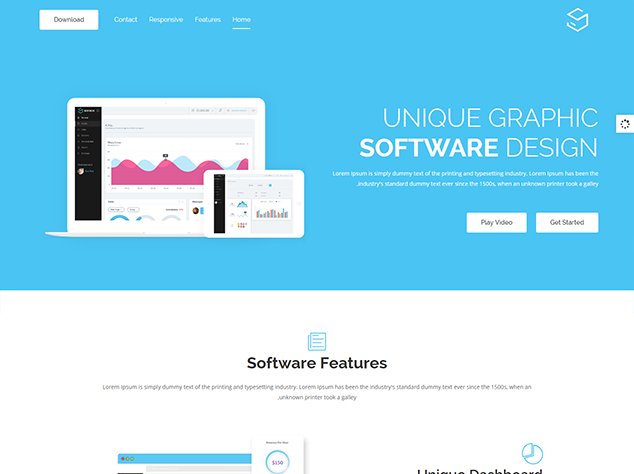 Download
Contact
Responsive
Features
Home
UNIQUE GRAPHIC
SOFTWARE DESIGN
Lorem Ipsum is simply dummy text of the printing and typesetting industry. Lorem Ipsum has been the
.industry's standard dummy text ever since the 1500s, when an unknown printer took a galley
Play Video
Get Started
Software Features
Lorem Ipsum is simply dummy text of the printing and typesetting industry. Lorem Ipsum has been the industry's standard dummy text ever since the 1500s, when an
.unknown printer took a galley
$150
Unique Dashboard